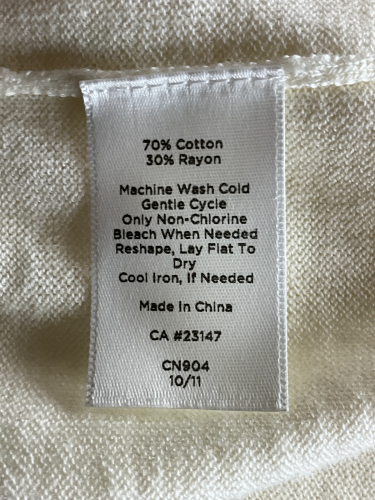 70% Cotton
30% Rayon
Machine Wash Cold
Gentle Cycle
Only Non-Chlorine
Bleach When Needed
Reshape, Lay Flat To
Dry
Cool Iron, If Needed
Made in China
CA #23147
CN904
10/11